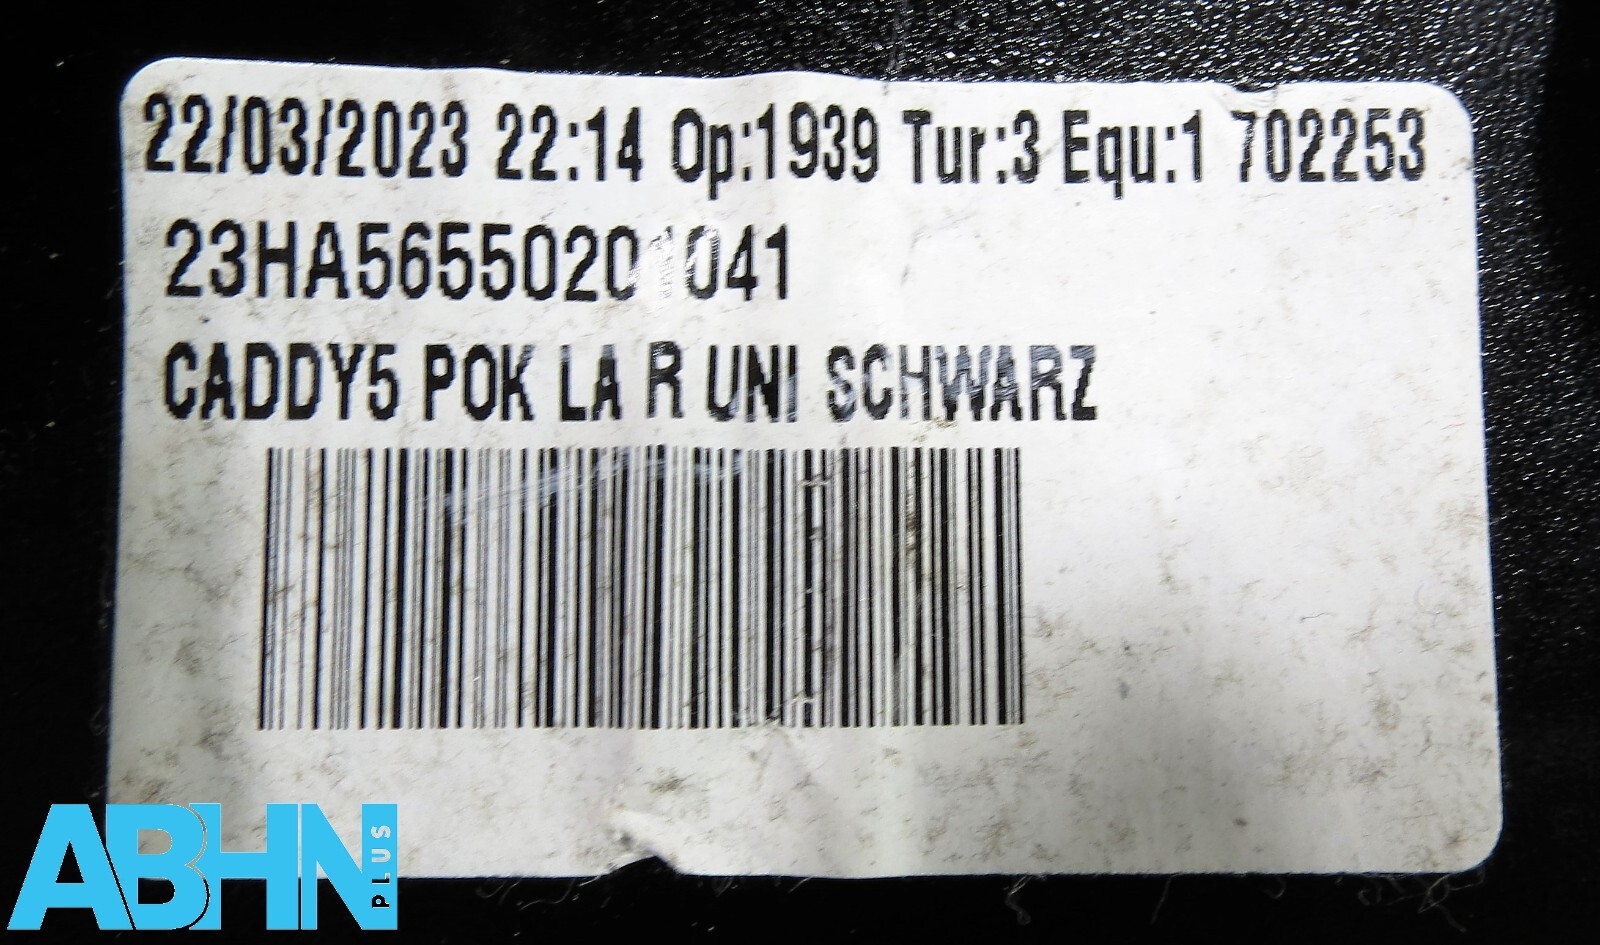 22/03/2023 22:14 Op:1939 Tur:3 Equ:1 702253
23HA56550201041
CADDY5 POK LA R UNI SCHWARZ
ABHN PLUS